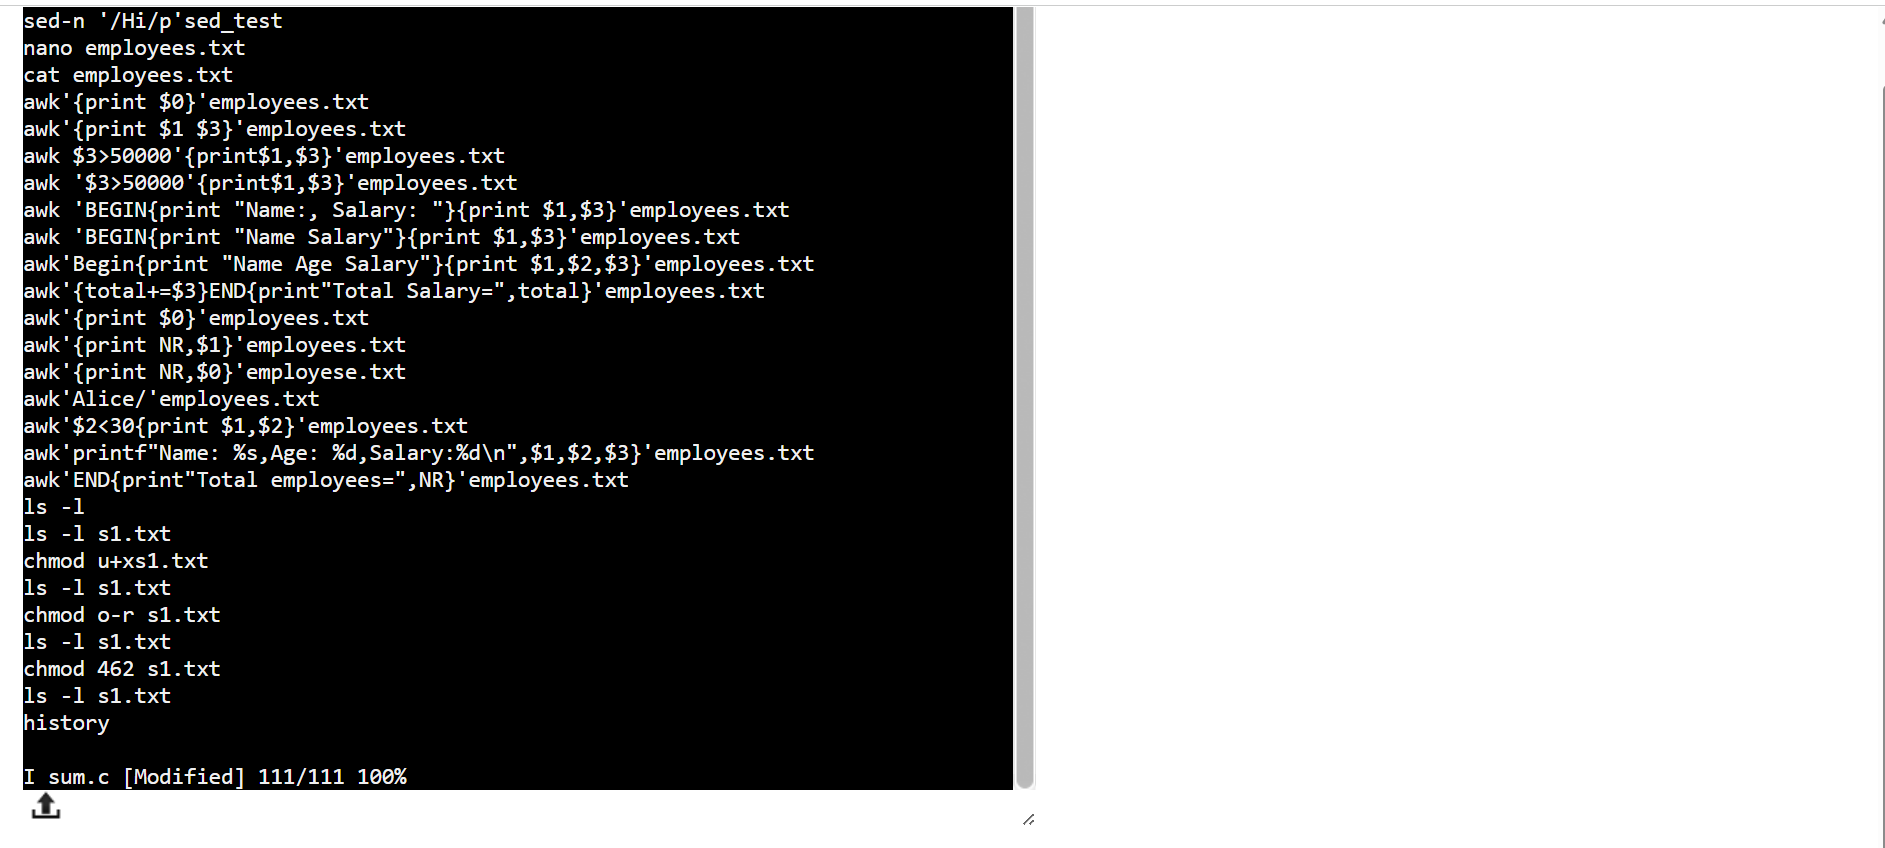 sed-n '/Hi/p'sed_test
nano employees.txt
cat employees.txt
awk'{print $0}'employees.txt
awk'{print $1 $3}'employees.txt
awk $3>50000'{print$1,$3}'employees.txt
awk '$3>50000'{print$1,$3}'employees.txt
awk 'BEGIN{print "Name:, Salary: "}{print $1,$3}'employees.txt
awk 'BEGIN{print "Name Salary"}{print $1,$3}'employees.txt
awk'Begin{print "Name Age Salary"}{print $1,$2,$3}'employees.txt
awk'{total+=$3}END{print"Total Salary=",total}'employees.txt
awk'{print $0}'employees.txt
awk'{print NR,$1}'employees.txt
awk'{print NR,$0}'employese.txt
awk'Alice/'employees.txt
awk'$2<30{print $1,$2}'employees.txt
awk'printf"Name: %s,Age: %d,Salary:%d\n",$1,$2,$3}'employees.txt
awk'END{print"Total employees=",NR}'employees.txt
ls -l
ls -l s1.txt
chmod u+xs1.txt
ls -l s1.txt
chmod o-r s1.txt
ls -l s1.txt
chmod 462 s1.txt
ls -l s1.txt
history
I sum.c [Modified] 111/111 100%